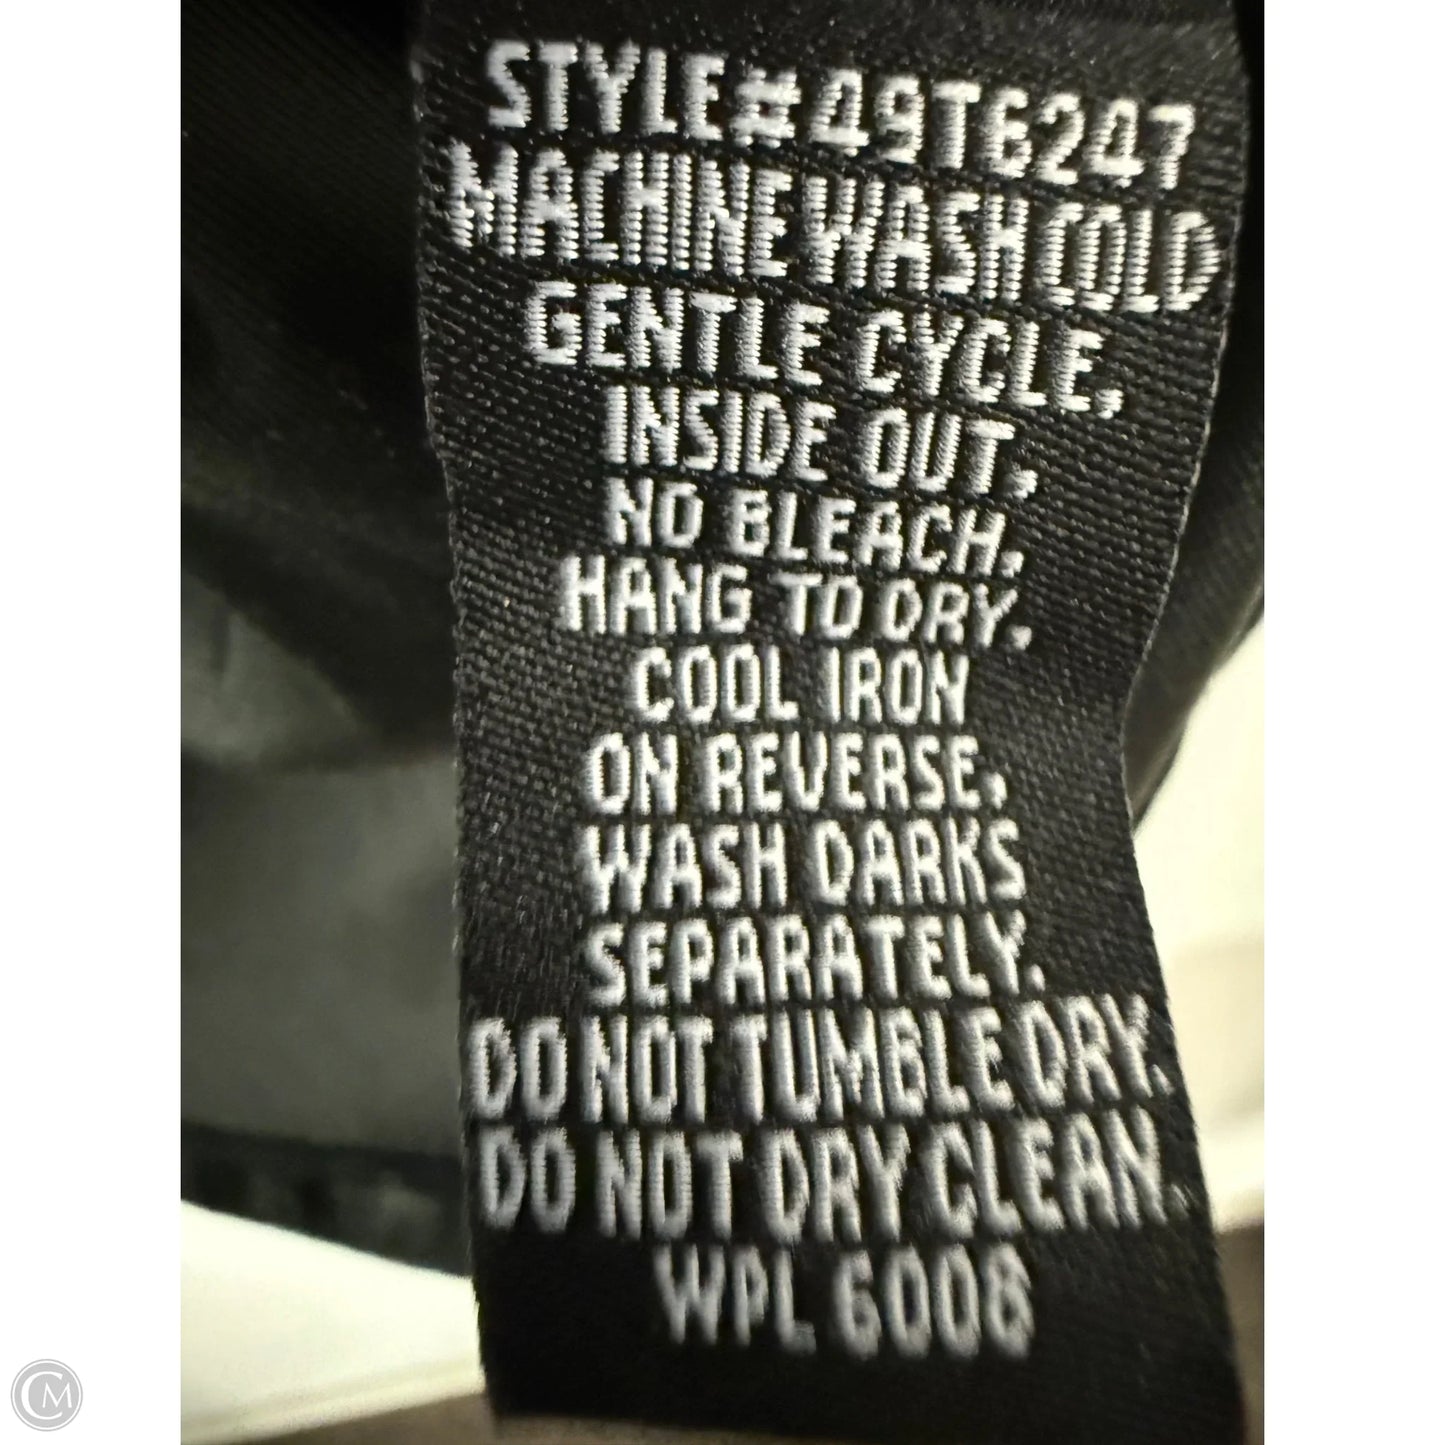 STYLE#49T6247
MACHINE WASH COLD
GENTLE CYCLE,
INSIDE OUT,
NO BLEACH,
HANG TO DRY.
COOL IRON
ON REVERSE,
WASH DARKS
SEPARATELY.
DO NOT TUMBLE DRY.
DO NOT DRY CLEAN.
WPL 6008
CM